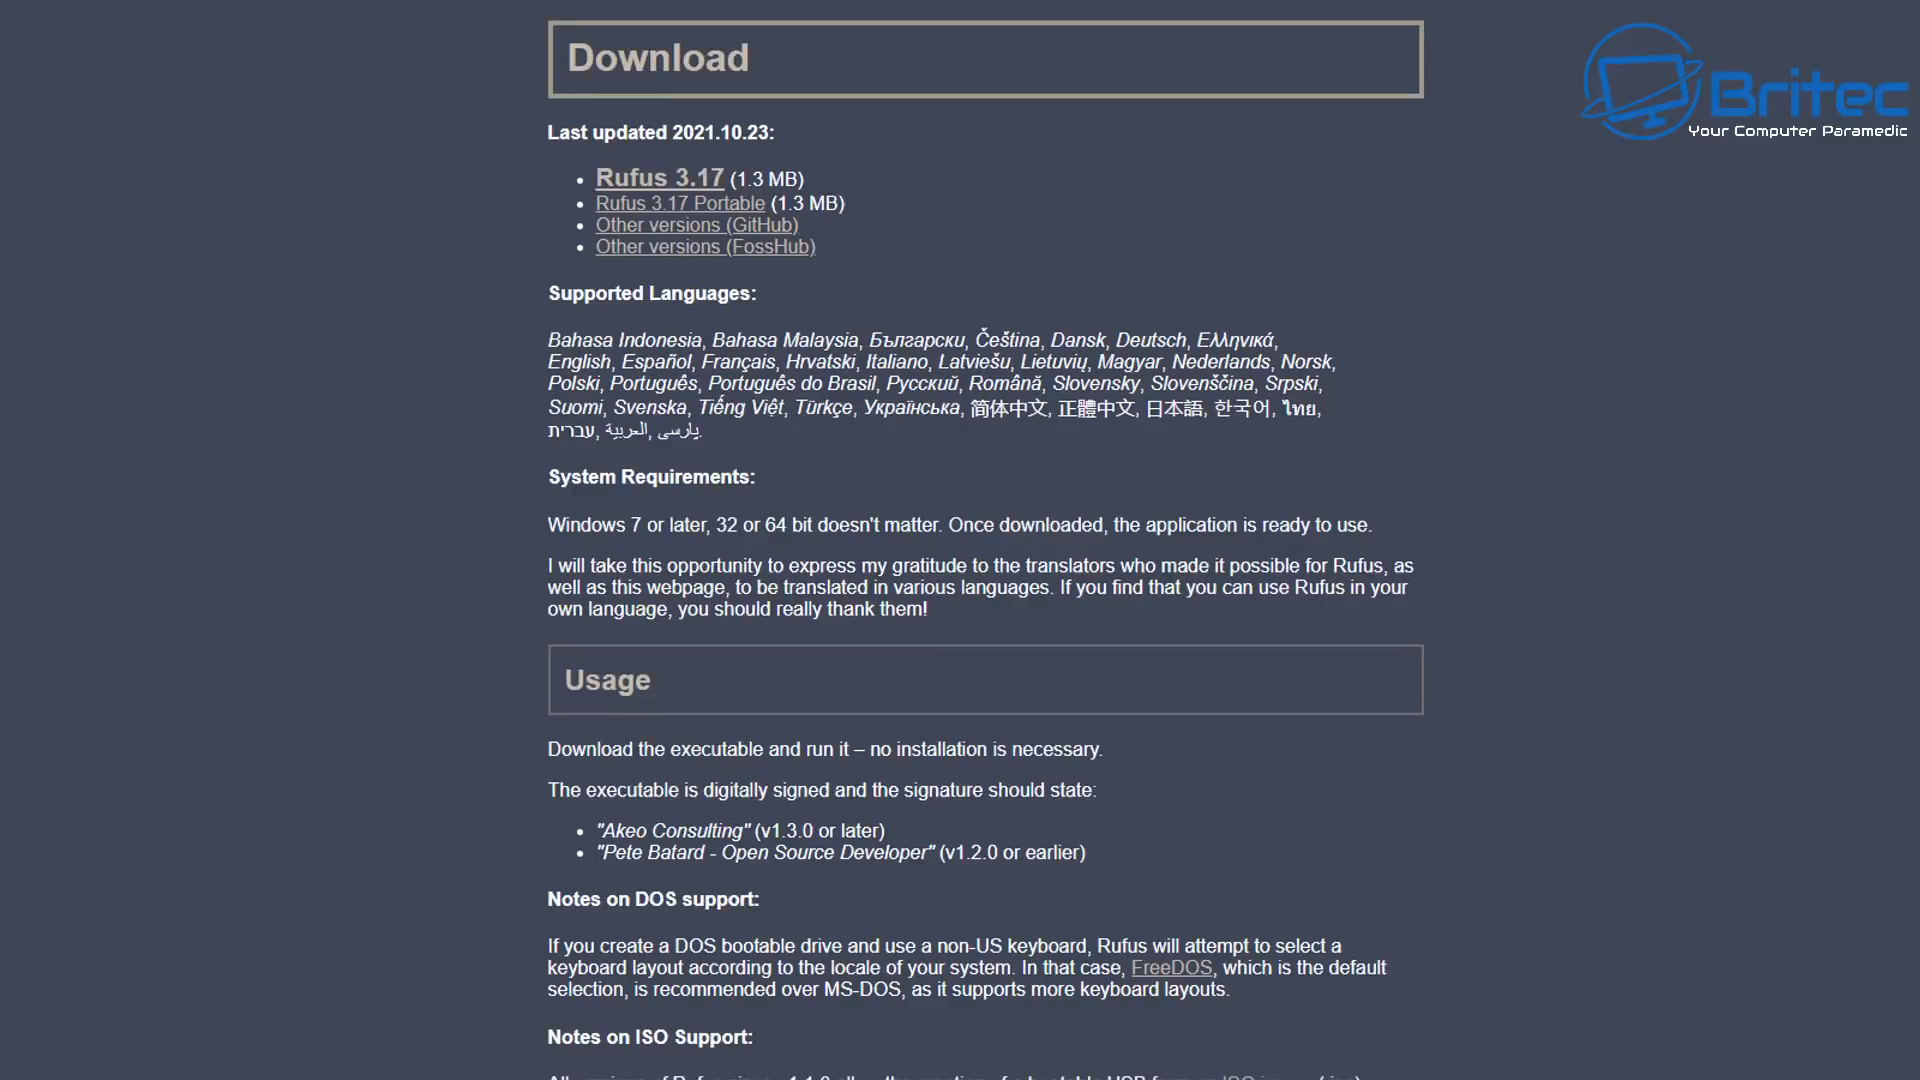 Download
Britec
Your Computer Paramedic
Last updated 2021.10.23:
Rufus 3.17 (1.3 MB)
Rufus 3.17 Portable (1.3 MB)
Other versions (GitHub)
Other versions (FossHub)
Supported Languages:
Bahasa Indonesia, Bahasa Malaysia, Български, Čeština, Dansk, Deutsch, Ελληνικά,
English, Español, Français, Hrvatski, Italiano, Latviešu, Lietuvių, Magyar, Nederlands, Norsk,
Polski, Português, Português do Brasil, Русский, Română, Slovensky, Slovenščina, Srpski,
Suomi, Svenska, Tiếng Việt, Türkçe, Українська, 简体中文, 正體中文, 日本語, 한국어, ไทย,
עברית, العربية, پارسی.
System Requirements:
Windows 7 or later, 32 or 64 bit doesn't matter. Once downloaded, the application is ready to use.
I will take this opportunity to express my gratitude to the translators who made it possible for Rufus, as
well as this webpage, to be translated in various languages. If you find that you can use Rufus in your
own language, you should really thank them!
Usage
Download the executable and run it – no installation is necessary.
The executable is digitally signed and the signature should state:
"Akeo Consulting" (v1.3.0 or later)
"Pete Batard - Open Source Developer" (v1.2.0 or earlier)
Notes on DOS support:
If you create a DOS bootable drive and use a non-US keyboard, Rufus will attempt to select a
keyboard layout according to the locale of your system. In that case, FreeDOS, which is the default
selection, is recommended over MS-DOS, as it supports more keyboard layouts.
Notes on ISO Support: